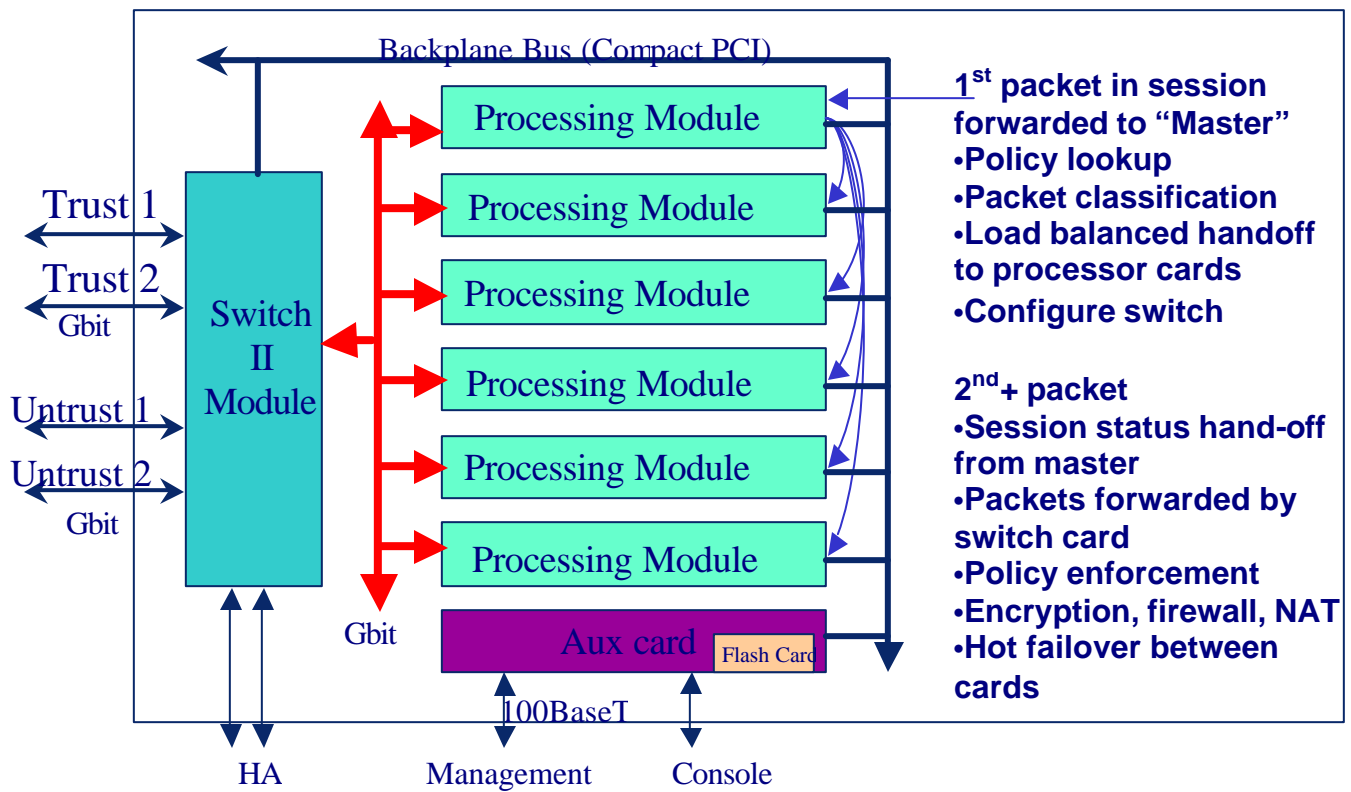 Backplane Bus (Compact PCI)
Trust 1
Trust 2
Gbit
Untrust 1
Untrust 2
Gbit
Switch
II
Module
Processing Module
Processing Module
Processing Module
Processing Module
Processing Module
Processing Module
Gbit
Aux card
Flash Card
100BaseT
HA
Management
Console
1st packet in session
forwarded to “Master”
•Policy lookup
•Packet classification
•Load balanced handoff
to processor cards
•Configure switch
2nd+ packet
•Session status hand-off
from master
•Packets forwarded by
switch card
•Policy enforcement
•Encryption, firewall, NAT
•Hot failover between
cards